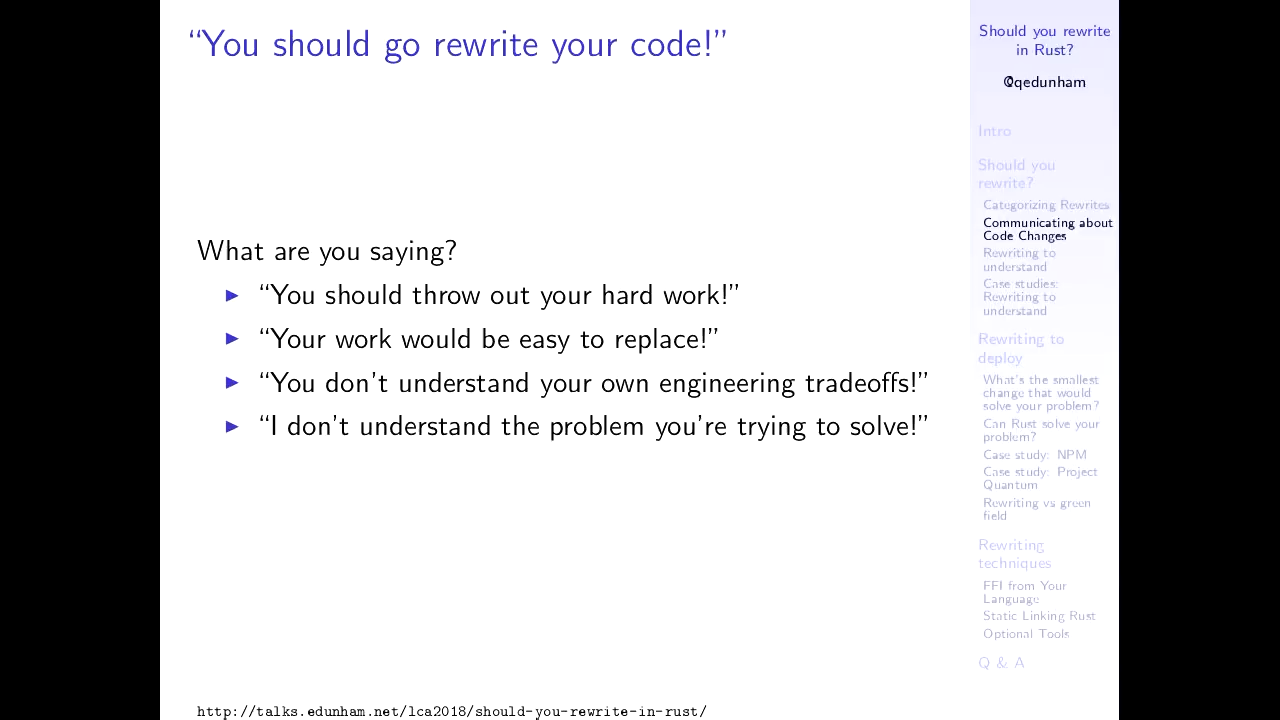 “You should go rewrite your code!”
What are you saying?
“You should throw out your hard work!”
“Your work would be easy to replace!”
“You don’t understand your own engineering tradeoffs!”
“I don’t understand the problem you’re trying to solve!”
http://talks.edunham.net/lca2018/should-you-rewrite-in-rust/
Should you rewrite
in Rust?
@qedunham
Intro
Should you
rewrite?
Categorizing Rewrites
Communicating about
Code Changes
Rewriting to
understand
Case studies:
Rewriting to
understand
Rewriting to
deploy
What’s the smallest
change that would
solve your problem?
Can Rust solve your
problem?
Case study: NPM
Case study: Project
Quantum
Rewriting vs green
field
Rewriting
techniques
FFI from Your
Language
Static Linking Rust
Optional Tools
Q & A